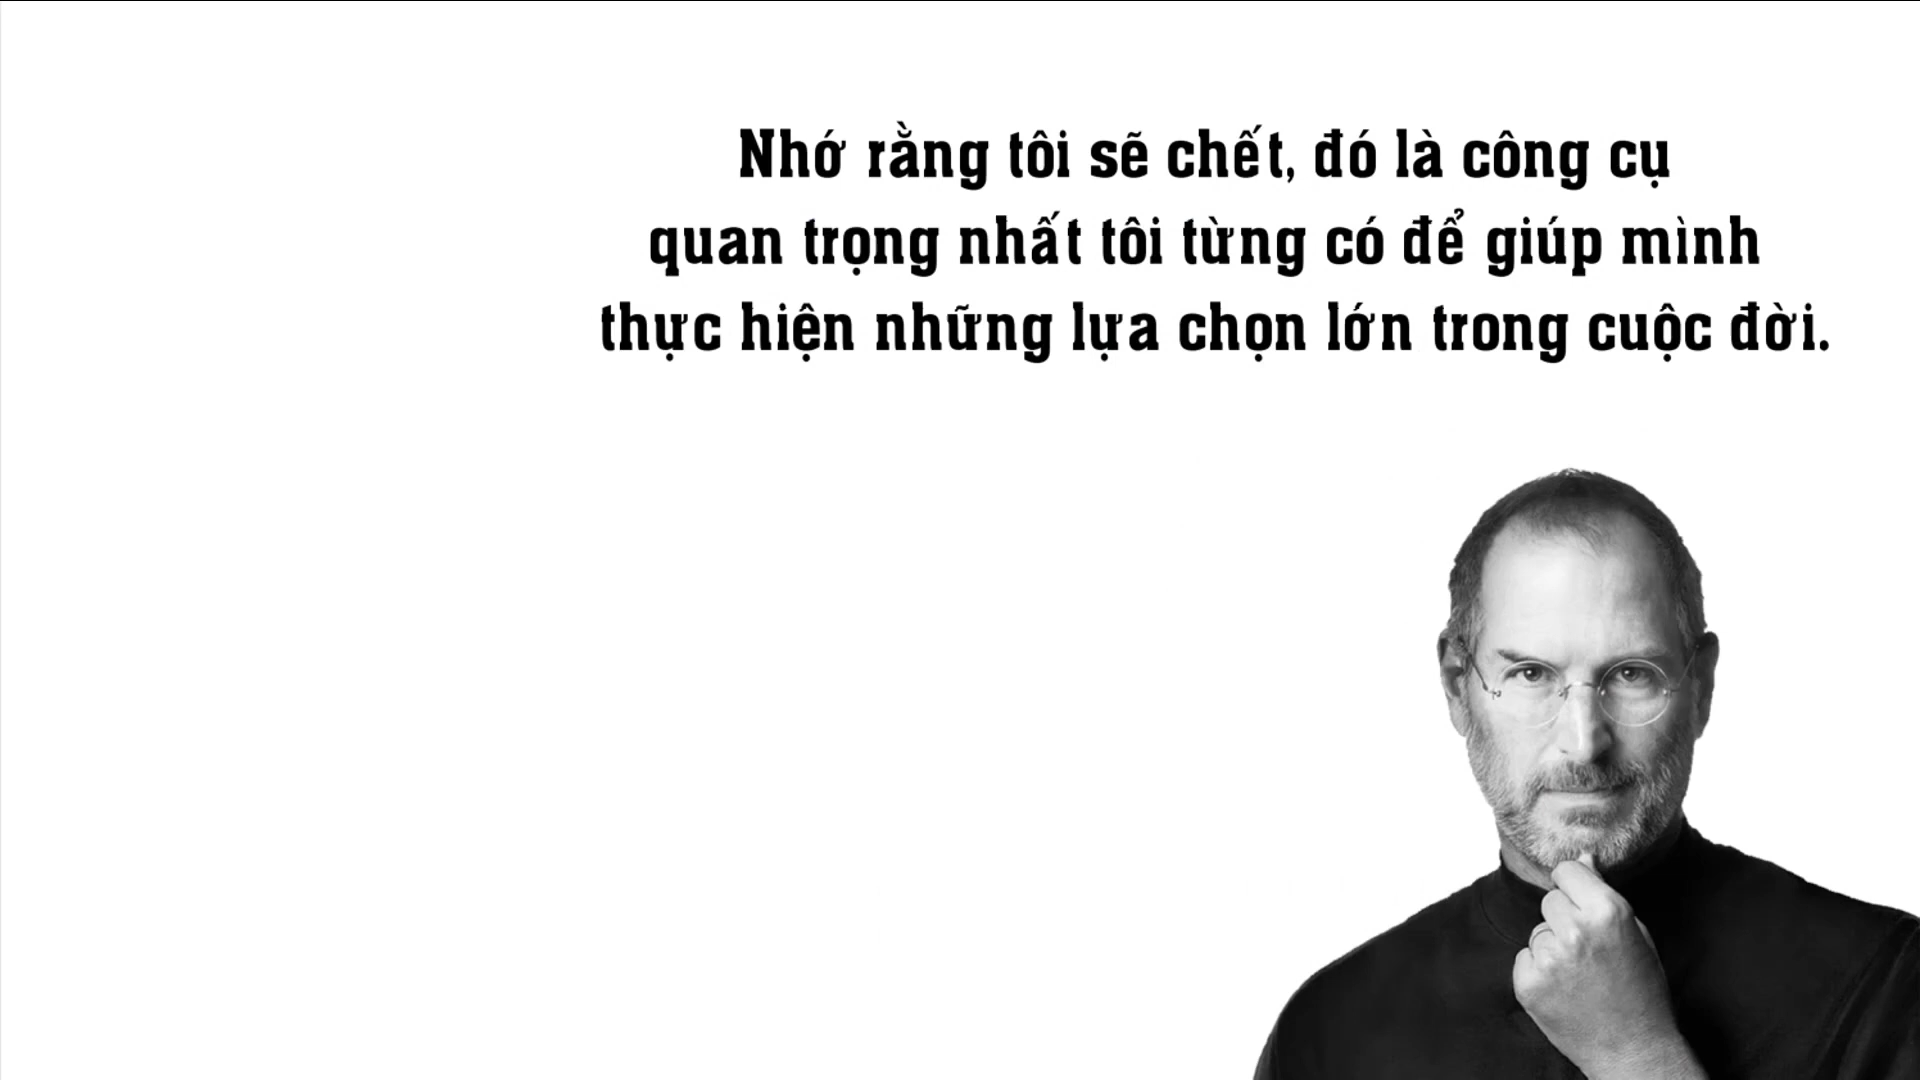 Nhớ rằng tôi sẽ chết, đó là công cụ
quan trọng nhất tôi từng có để giúp mình
thực hiện những lựa chọn lớn trong cuộc đời.